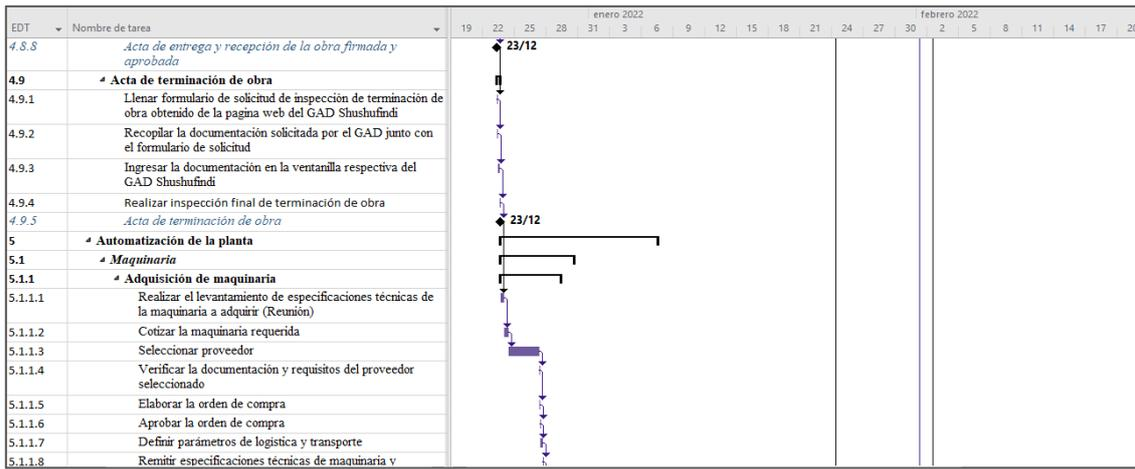 enero 2022 febrero 2022
EDT Nombre de tarea 19 22 25 28 31 3 6 9 12 15 18 21 24 27 30 2 5 8 11 14 17 20
4.8.8 Acta de entrega y recepción de la obra firmada y 23/12
aprobada
4.9 Acta de terminación de obra
4.9.1 Llenar formulario de solicitud de inspección de terminación de
obra obtenido de la pagina web del GAD Shushufindi
4.9.2 Recopilar la documentación solicitada por el GAD junto con
el formulario de solicitud
4.9.3 Ingresar la documentación en la ventanilla respectiva del
GAD Shushufindi
4.9.4 Realizar inspección final de terminación de obra
4.9.5 Acta de terminación de obra 23/12
5 Automatización de la planta
5.1 Maquinaria
5.1.1 Adquisición de maquinaria
5.1.1.1 Realizar el levantamiento de especificaciones técnicas de
la maquinaria a adquirir (Reunión)
5.1.1.2 Cotizar la maquinaria requerida
5.1.1.3 Seleccionar proveedor
5.1.1.4 Verificar la documentación y requisitos del proveedor
seleccionado
5.1.1.5 Elaborar la orden de compra
5.1.1.6 Aprobar la orden de compra
5.1.1.7 Definir parámetros de logística y transporte
5.1.1.8 Remitir especificaciones técnicas de maquinaria y